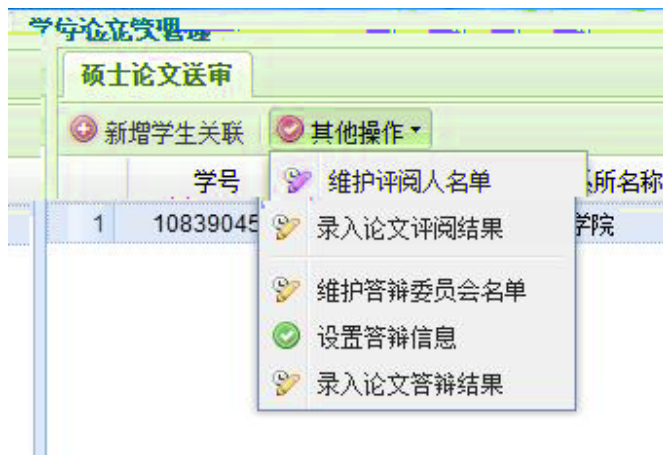 学位论文管理
硕士论文送审
新增学生关联 其他操作
学号 维护评阅人名单 所名称
1 10839045 录入论文评阅结果 学院
维护答辩委员会名单
设置答辩信息
录入论文答辩结果